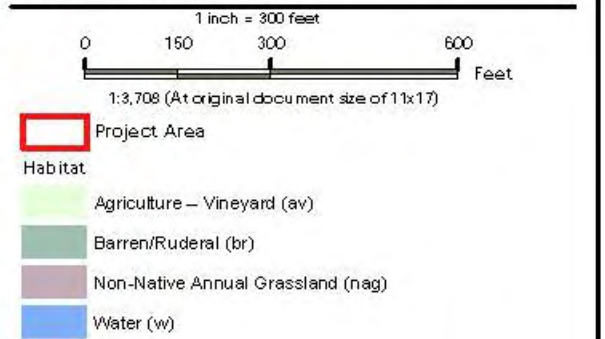 1 inch = 300 feet
0 150 300 600
Feet
1:3,708 (At original document size of 11x17)
Project Area
Habitat
Agriculture – Vineyard (av)
Barren/Ruderal (br)
Non-Native Annual Grassland (nag)
Water (w)